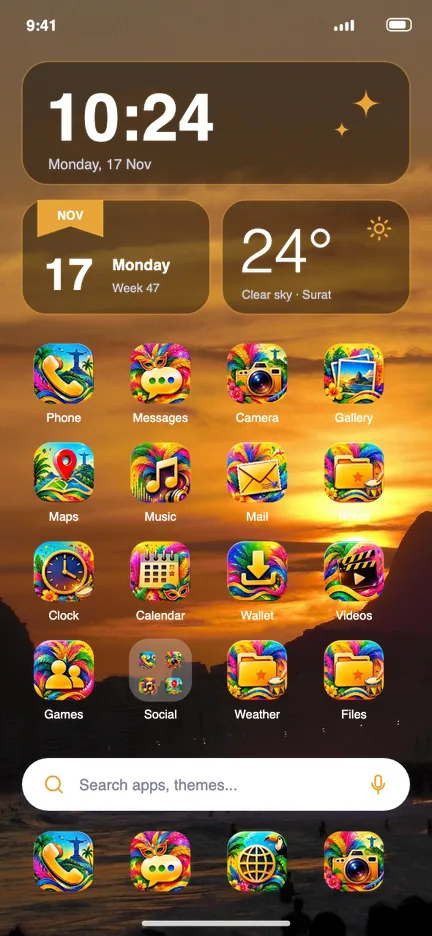 9:41
10:24
Monday, 17 Nov
NOV
17
Monday
Week 47
24°
Clear sky · Surat
Phone
Messages
Camera
Gallery
Maps
Music
Mail
Clock
Calendar
Wallet
Videos
Games
Social
Weather
Files
Search apps, themes...